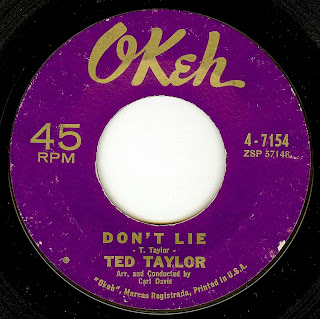 OKeh
45
RPM
4-7154
ZSP 57148
DON'T LIE
- T. Taylor -
TED TAYLOR
Arr. and Conducted by
Carl Davis
"Okeh" Marcas Registrada, Printed in U.S.A.